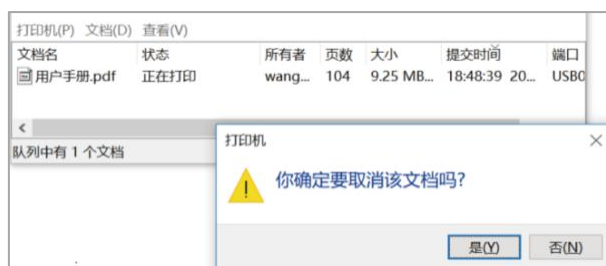 打印机(P) 文档(D) 查看(V)
文档名 状态 所有者 页数 大小 提交时间 端口
用户手册.pdf 正在打印 wang... 104 9.25 MB... 18:48:39 20... USB0
队列中有 1 个文档
打印机
你确定要取消该文档吗?
是(Y) 否(N)